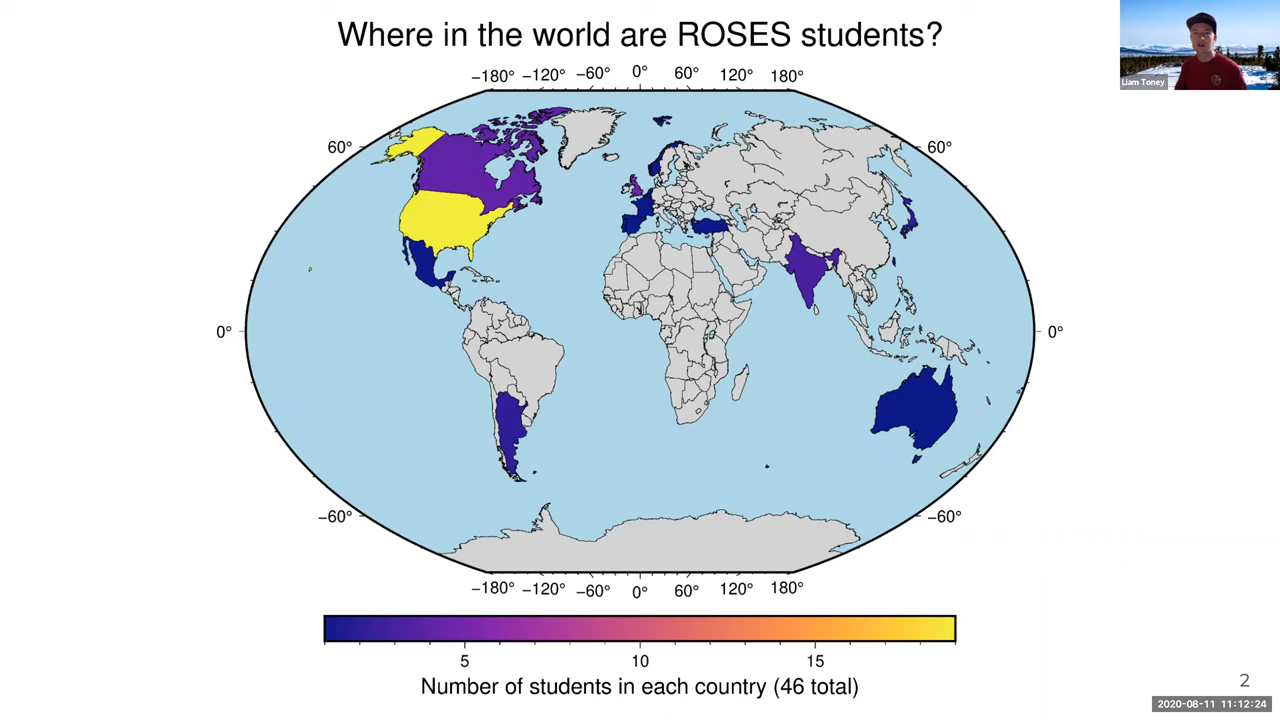 Where in the world are ROSES students?
Liam Toney
−180° −120° −60° 0° 60° 120° 180°
60° 60°
0° 0°
−60° −60°
−180° −120° −60° 0° 60° 120° 180°
5 10 15
Number of students in each country (46 total)
2
2020-08-11 11:12:24